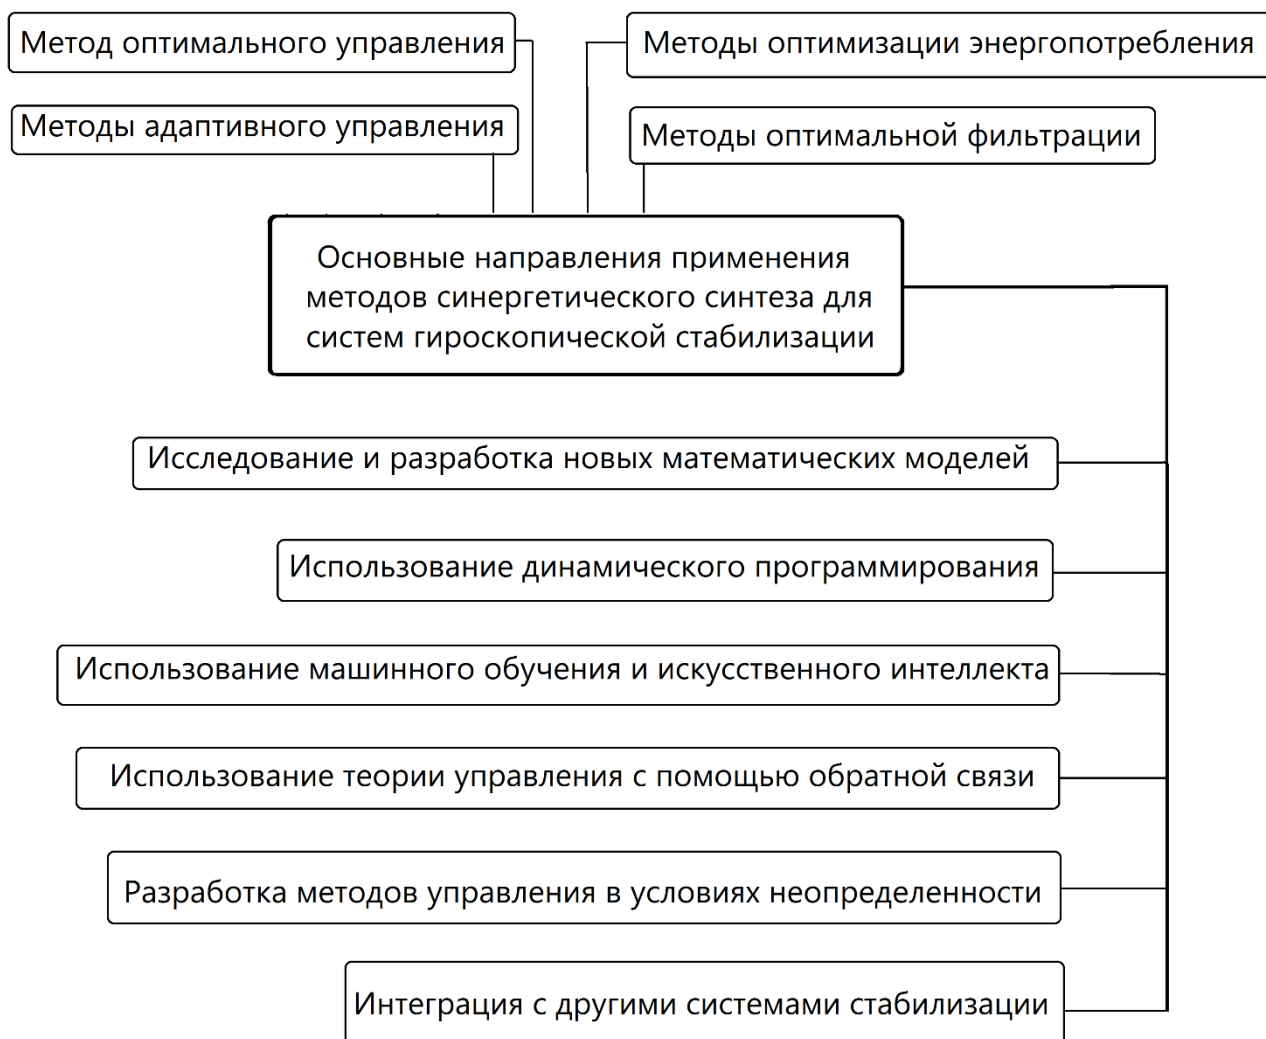 Метод оптимального управления
Методы оптимизации энергопотребления
Методы адаптивного управления
Методы оптимальной фильтрации
Основные направления применения
методов синергетического синтеза для
систем гироскопической стабилизации
Исследование и разработка новых математических моделей
Использование динамического программирования
Использование машинного обучения и искусственного интеллекта
Использование теории управления с помощью обратной связи
Разработка методов управления в условиях неопределенности
Интеграция с другими системами стабилизации